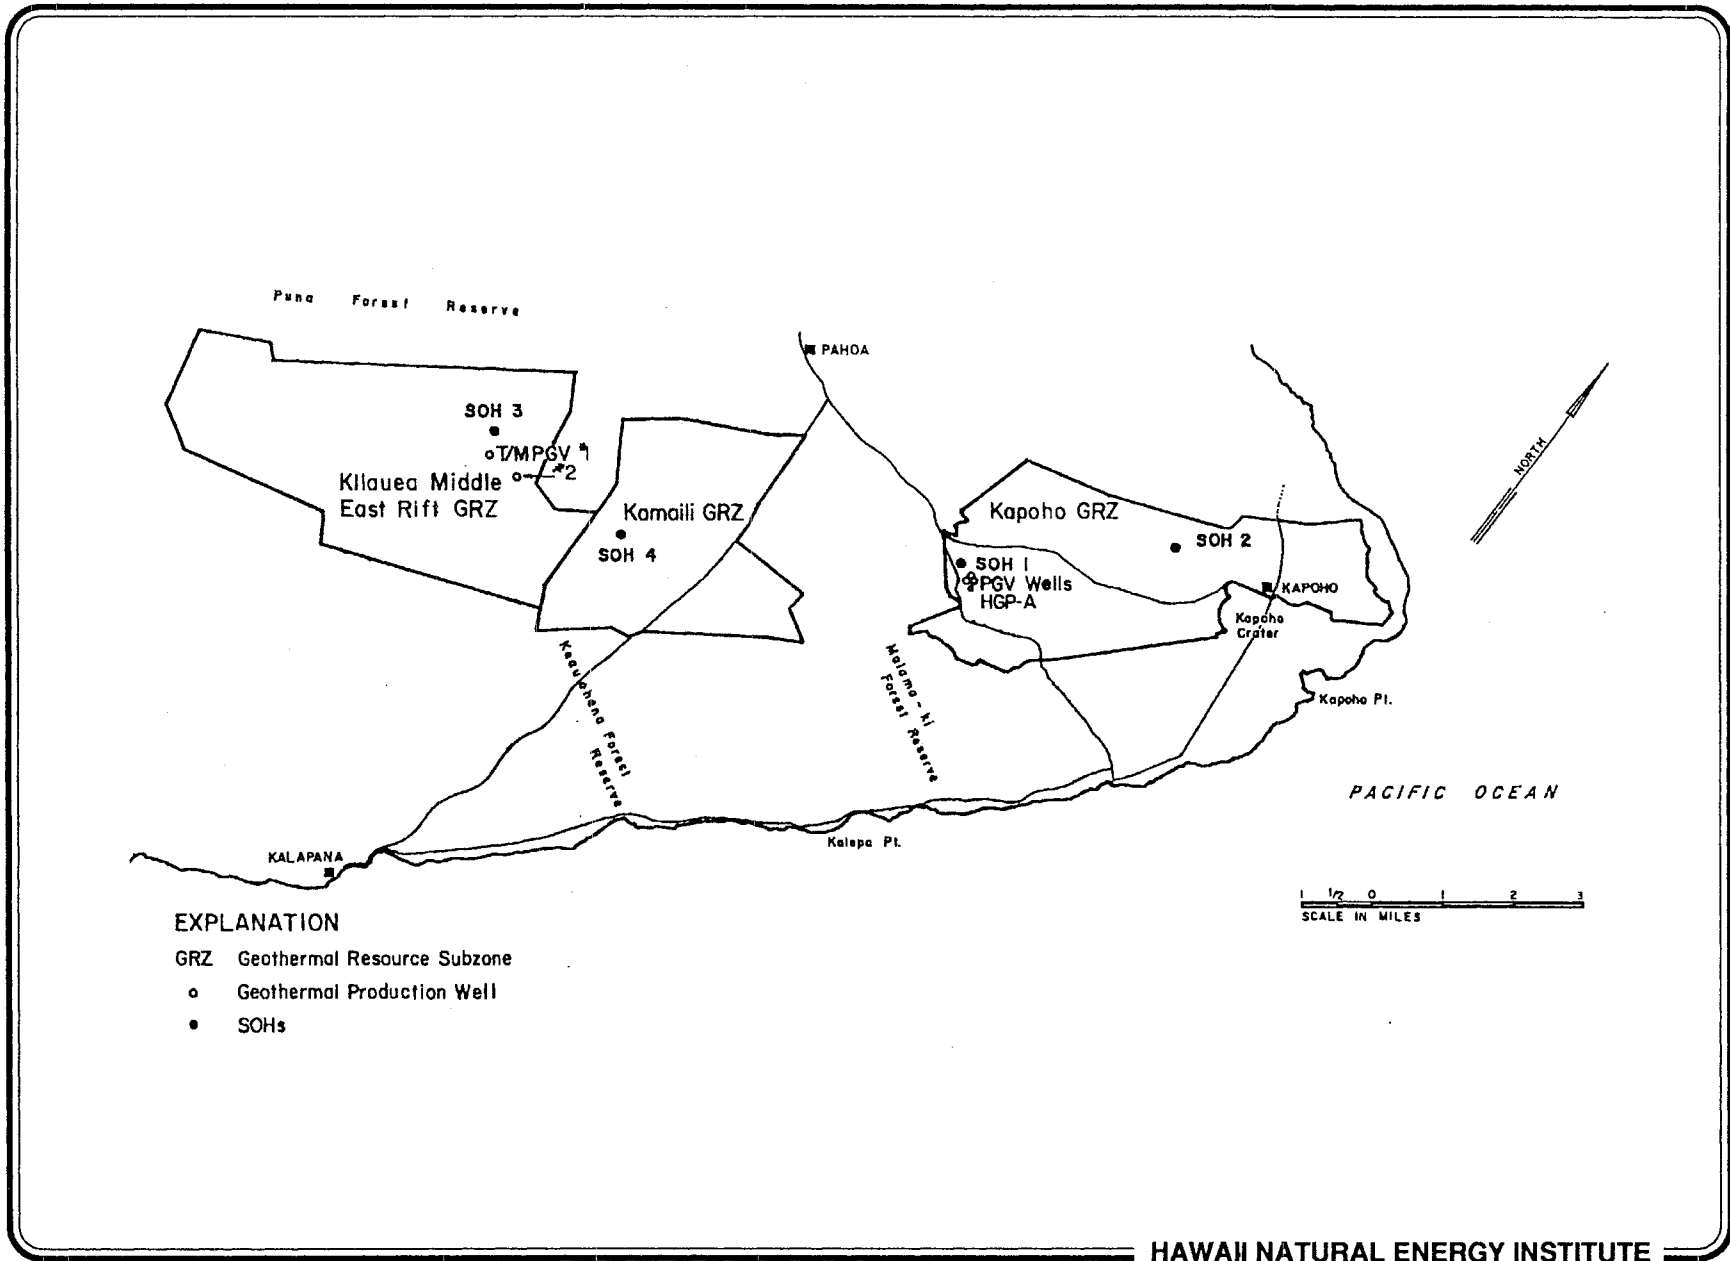 Puna Forest Reserve
PAHOA
SOH 3
T/MPGV #1
#2
Kilauea Middle
East Rift GRZ
Kamaili GRZ
SOH 4
Kapoho GRZ
SOH 2
SOH 1
PGV Wells
HGP-A
KAPOHO
Kapoho
Crater
NORTH
Keauohana Forest
Reserve
Malama-ki
Forest Reserve
Kapoho Pt.
PACIFIC OCEAN
Kalepa Pt.
KALAPANA
1 1/2 0 1 2 3
SCALE IN MILES
EXPLANATION
GRZ Geothermal Resource Subzone
Geothermal Production Well
SOHs
HAWAII NATURAL ENERGY INSTITUTE